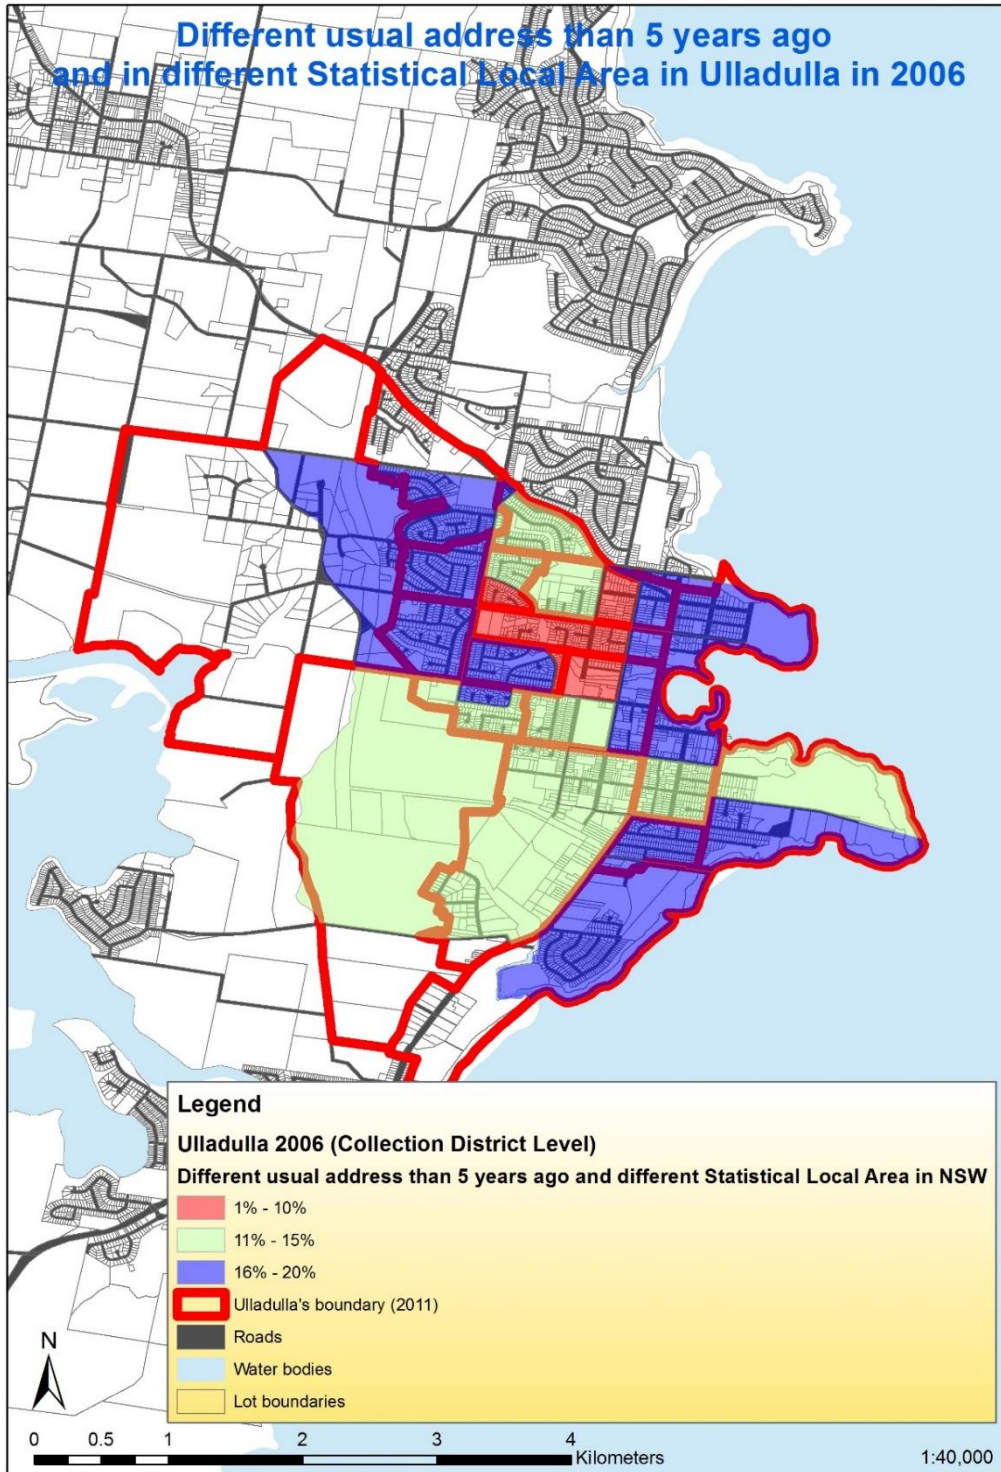 Different usual address than 5 years ago
and in different Statistical Local Area in Ulladulla in 2006
Legend
Ulladulla 2006 (Collection District Level)
Different usual address than 5 years ago and different Statistical Local Area in NSW
1% - 10%
11% - 15%
16% - 20%
Ulladulla's boundary (2011)
Roads
Water bodies
Lot boundaries
N
0 0.5 1 2 3 4
Kilometers
1:40,000